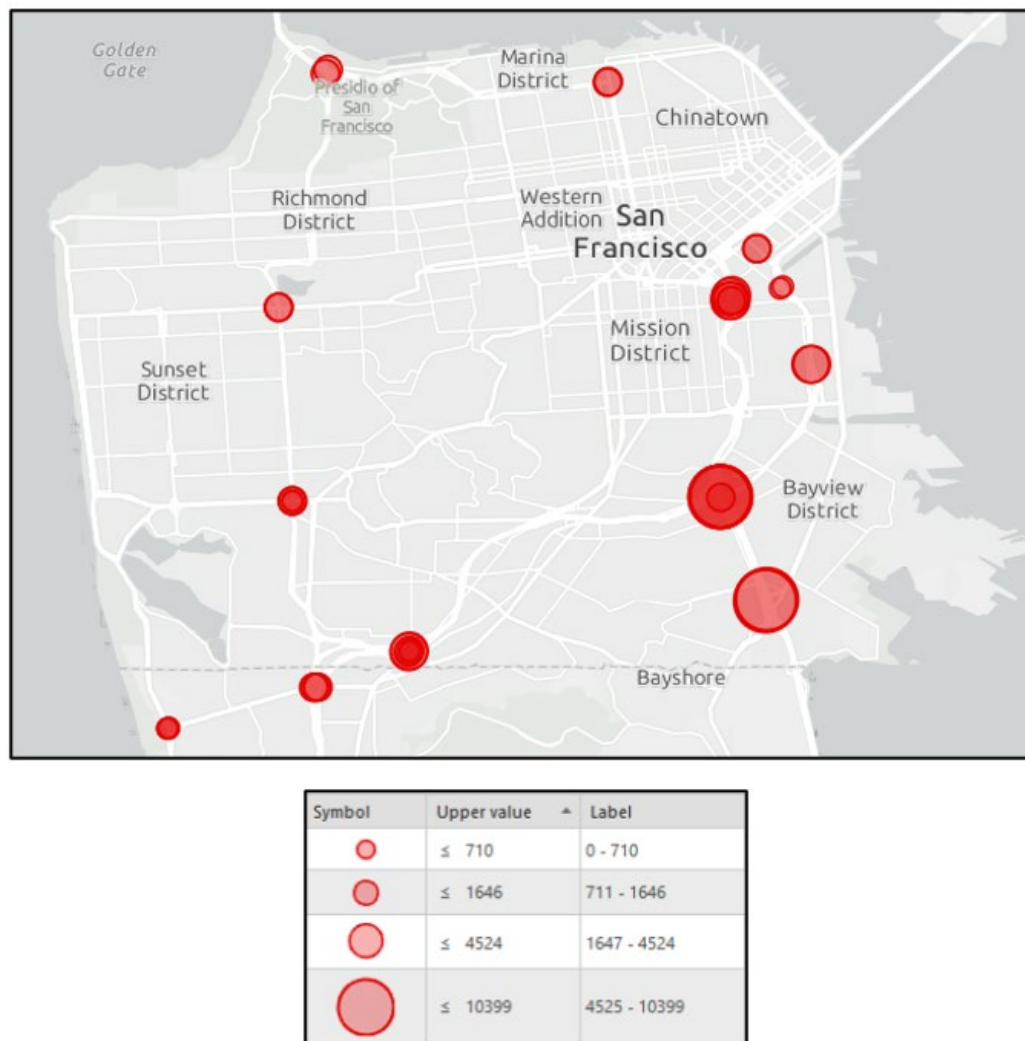 Golden
Gate
Marina
District
Presidio of
San
Francisco
Chinatown
Richmond
District
Western
Addition
San
Francisco
Mission
District
Sunset
District
Bayview
District
Bayshore
Symbol Upper value Label
≤ 710 0 - 710
≤ 1646 711 - 1646
≤ 4524 1647 - 4524
≤ 10399 4525 - 10399